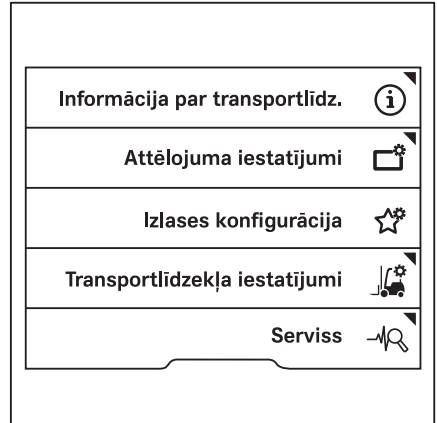 Informācija par transportlīdz.
Attēlojuma iestatījumi
Izlases konfigurācija
Transportlīdzekļa iestatījumi
Serviss